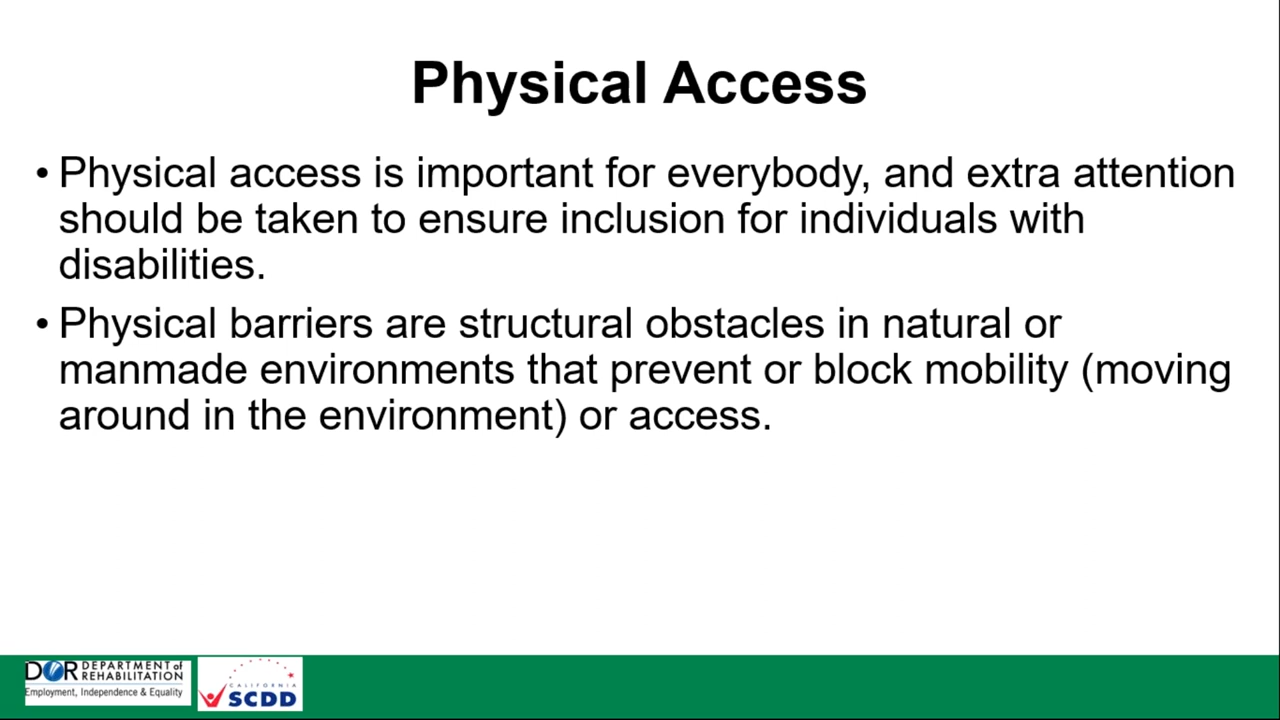 Physical Access
• Physical access is important for everybody, and extra attention
should be taken to ensure inclusion for individuals with
disabilities.
• Physical barriers are structural obstacles in natural or
manmade environments that prevent or block mobility (moving
around in the environment) or access.
DOR DEPARTMENT of
REHABILITATION
Employment, Independence & Equality
CALIFORNIA
SCDD